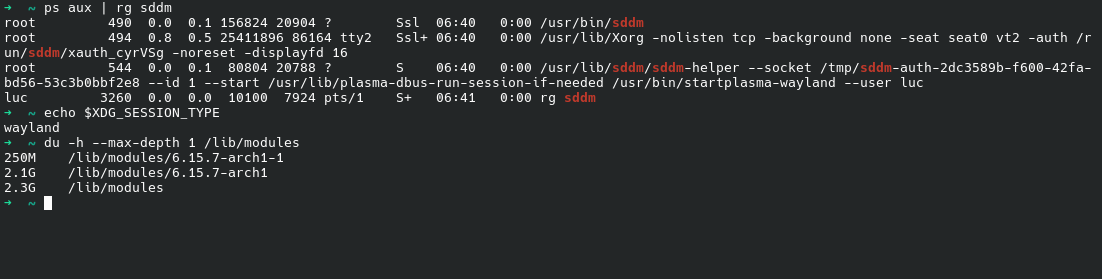 ➜  ~ ps aux | rg sddm
root         490  0.0  0.1 156824 20904 ?        Ssl  06:40   0:00 /usr/bin/sddm
root         494  0.8  0.5 25411896 86164 tty2   Ssl+ 06:40   0:00 /usr/lib/Xorg -nolisten tcp -background none -seat seat0 vt2 -auth /r
un/sddm/xauth_cyrVSg -noreset -displayfd 16
root         544  0.0  0.1  80804 20788 ?        S    06:40   0:00 /usr/lib/sddm/sddm-helper --socket /tmp/sddm-auth-2dc3589b-f600-42fa-
bd56-53c3b0bbf2e8 --id 1 --start /usr/lib/plasma-dbus-run-session-if-needed /usr/bin/startplasma-wayland --user luc
luc         3260  0.0  0.0  10100  7924 pts/1    S+   06:41   0:00 rg sddm
➜  ~ echo $XDG_SESSION_TYPE
wayland
➜  ~ du -h --max-depth 1 /lib/modules
250M    /lib/modules/6.15.7-arch1-1
2.1G    /lib/modules/6.15.7-arch1
2.3G    /lib/modules
➜  ~